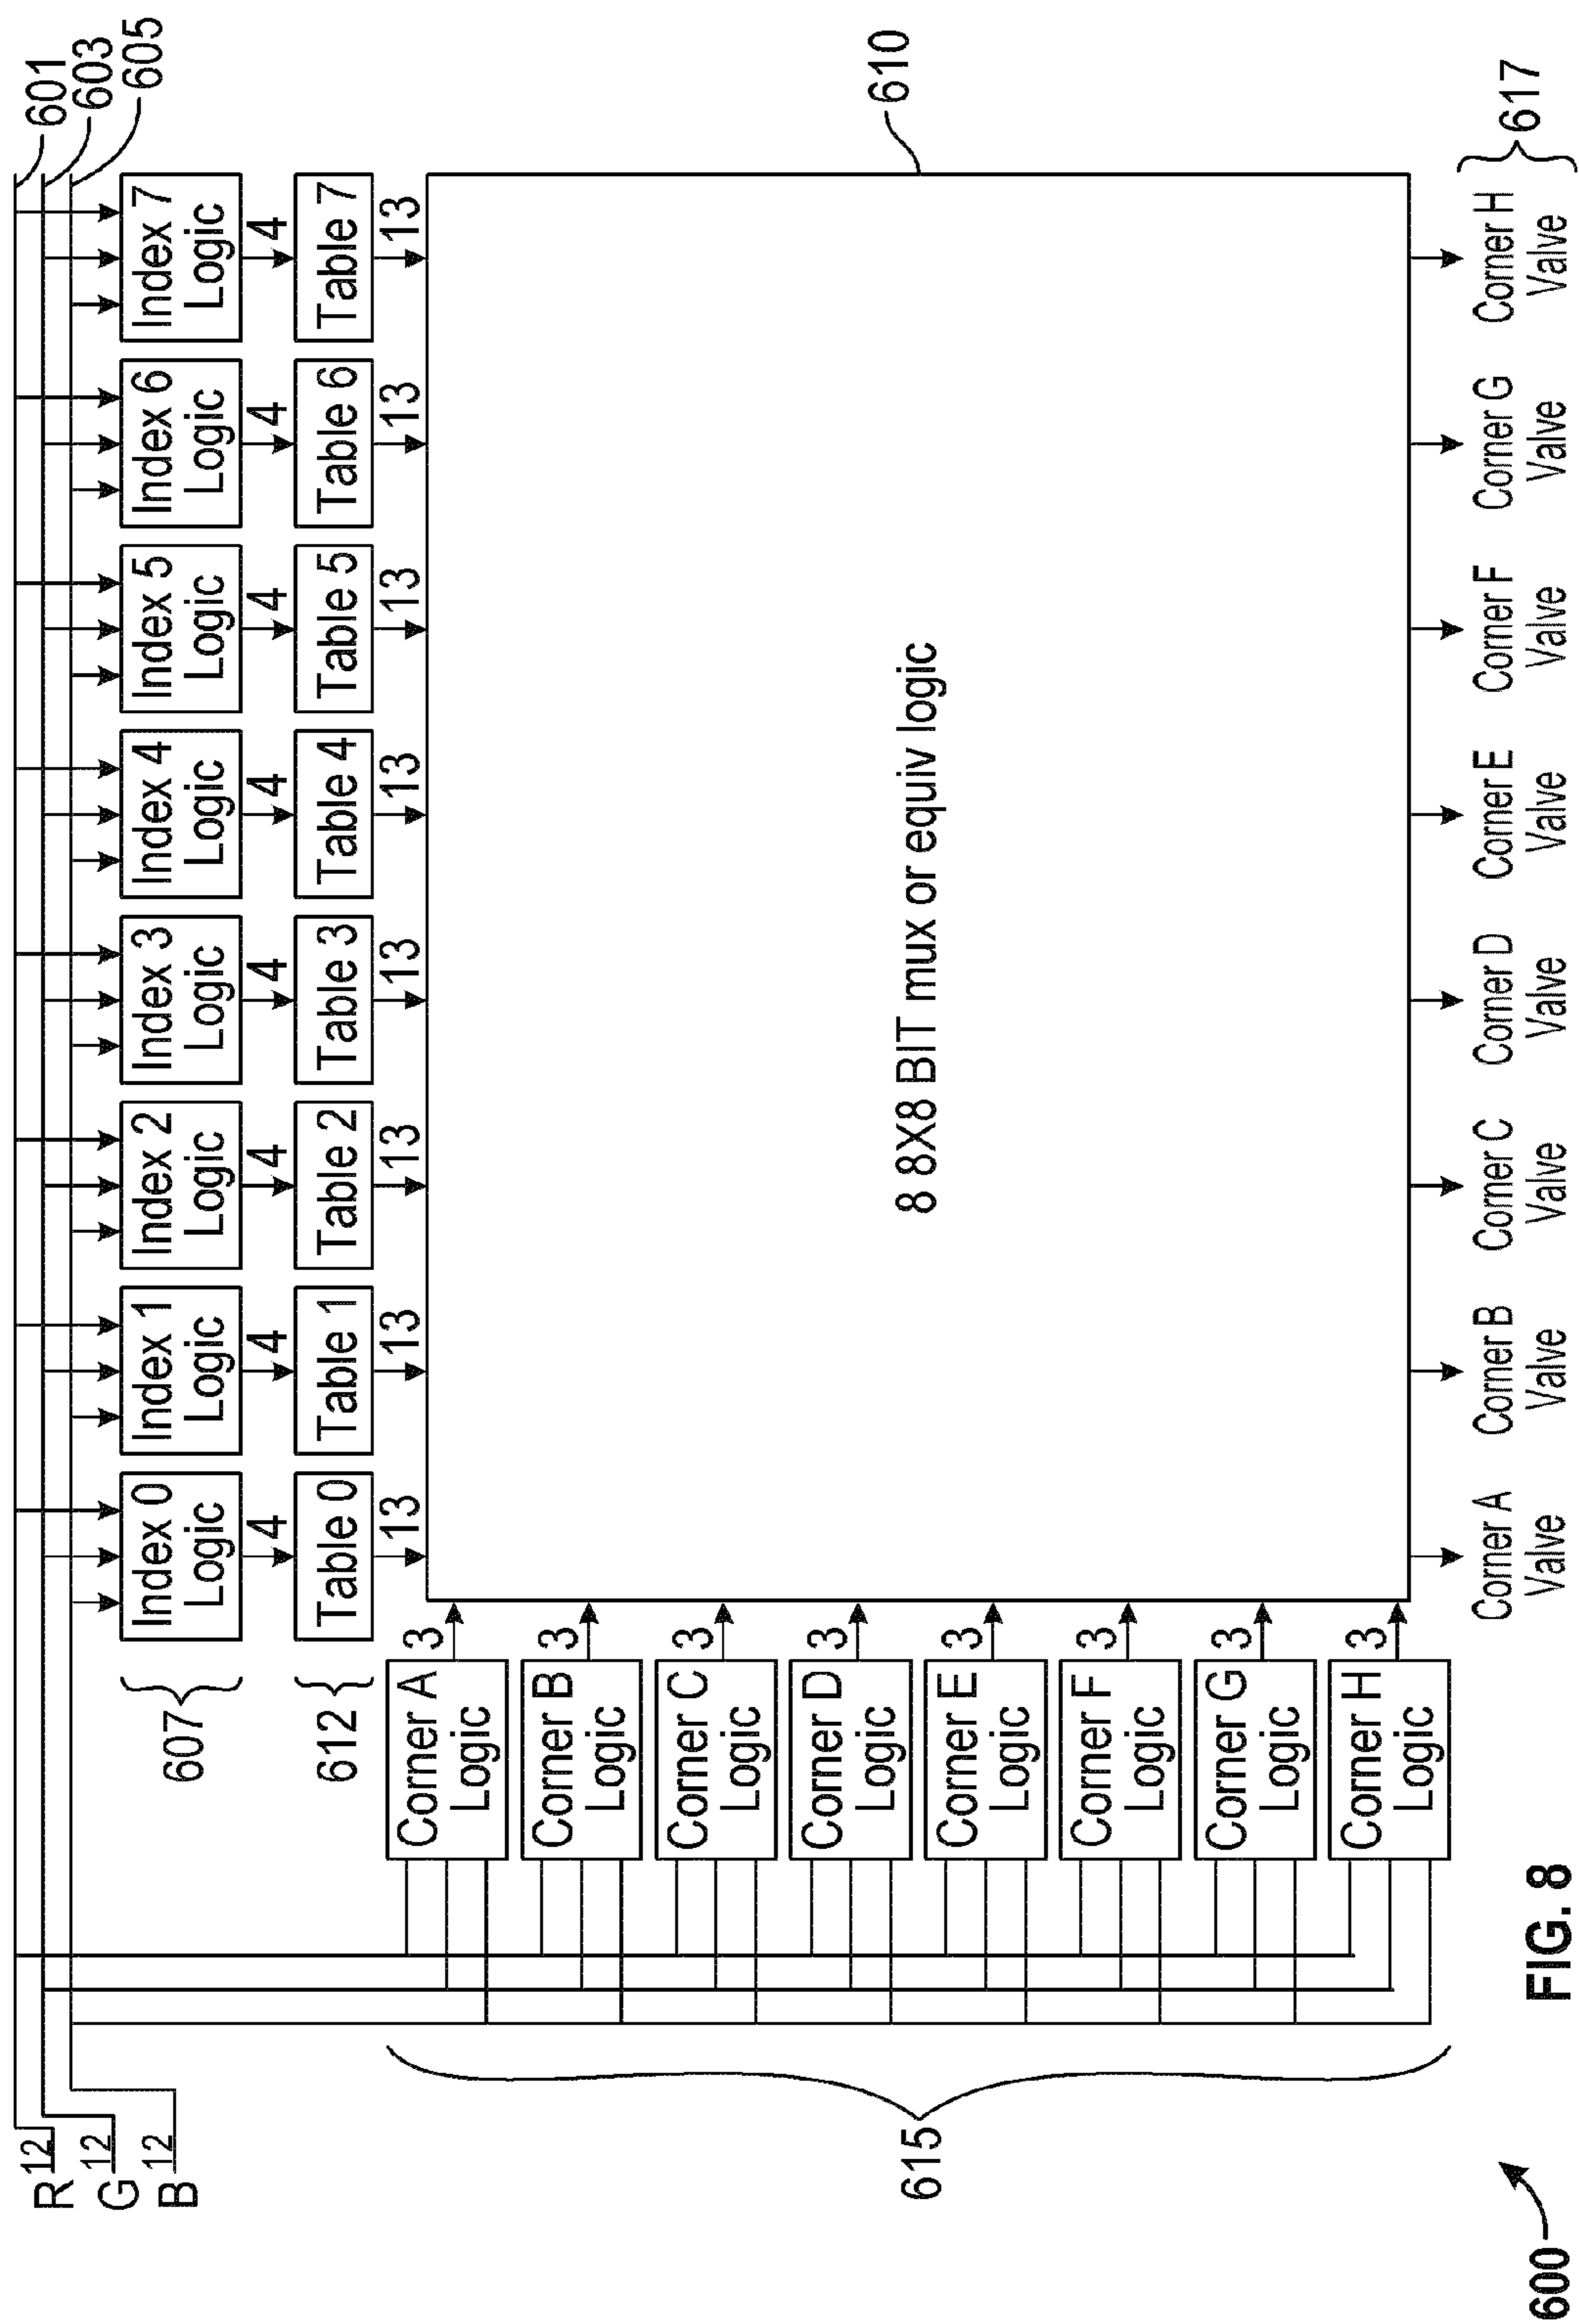 R 12
G 12
B 12
601
603
605
607
Index 0
Logic
Index 1
Logic
Index 2
Logic
Index 3
Logic
Index 4
Logic
Index 5
Logic
Index 6
Logic
Index 7
Logic
4
4
4
4
4
4
4
4
612
Table 0
Table 1
Table 2
Table 3
Table 4
Table 5
Table 6
Table 7
13
13
13
13
13
13
13
13
615
Corner A
Logic
3
Corner B
Logic
3
Corner C
Logic
3
Corner D
Logic
3
Corner E
Logic
3
Corner F
Logic
3
Corner G
Logic
3
Corner H
Logic
3
8 8X8 BIT mux or equiv logic
610
Corner A
Valve
Corner B
Valve
Corner C
Valve
Corner D
Valve
Corner E
Valve
Corner F
Valve
Corner G
Valve
Corner H
Valve
617
600
FIG. 8